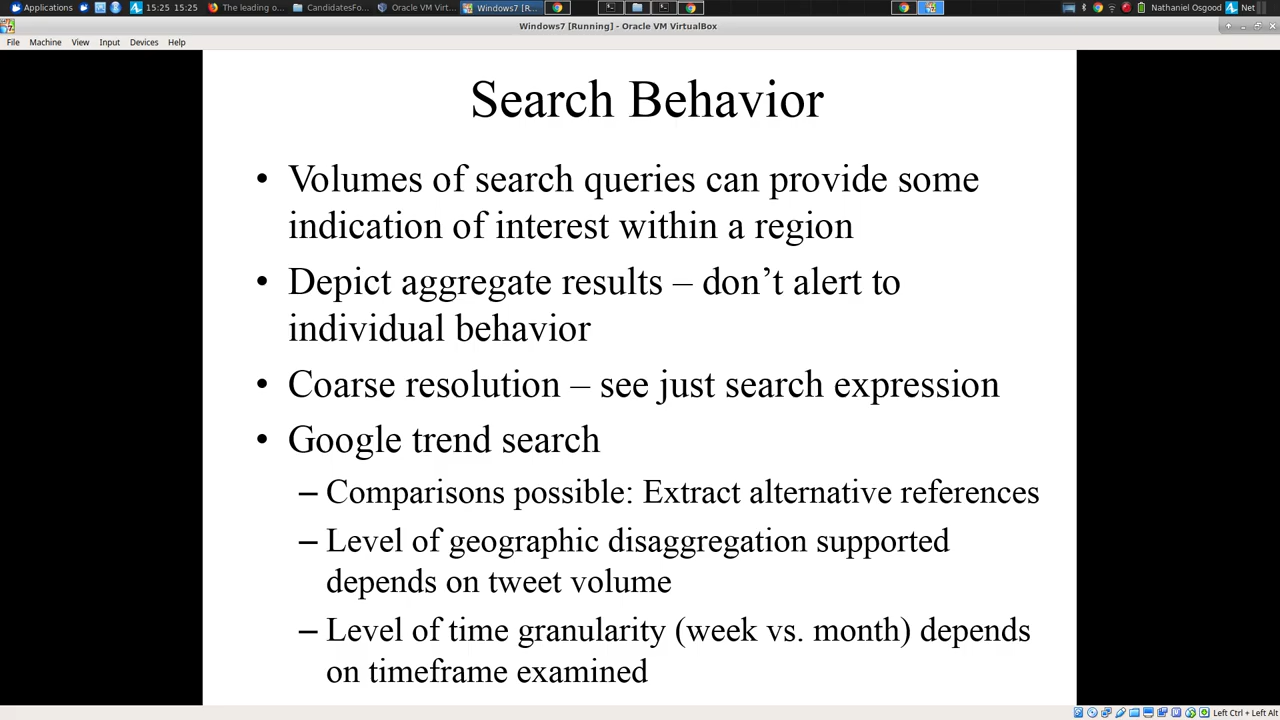 Applications
15:25 15:25
The leading o...
CandidatesFo...
Oracle VM Virt...
Windows7 [R...
Nathaniel Osgood
Net
Windows7 [Running] - Oracle VM VirtualBox
File Machine View Input Devices Help
Search Behavior
• Volumes of search queries can provide some
indication of interest within a region
• Depict aggregate results – don't alert to
individual behavior
• Coarse resolution – see just search expression
• Google trend search
– Comparisons possible: Extract alternative references
– Level of geographic disaggregation supported
depends on tweet volume
– Level of time granularity (week vs. month) depends
on timeframe examined
Left Ctrl + Left Alt